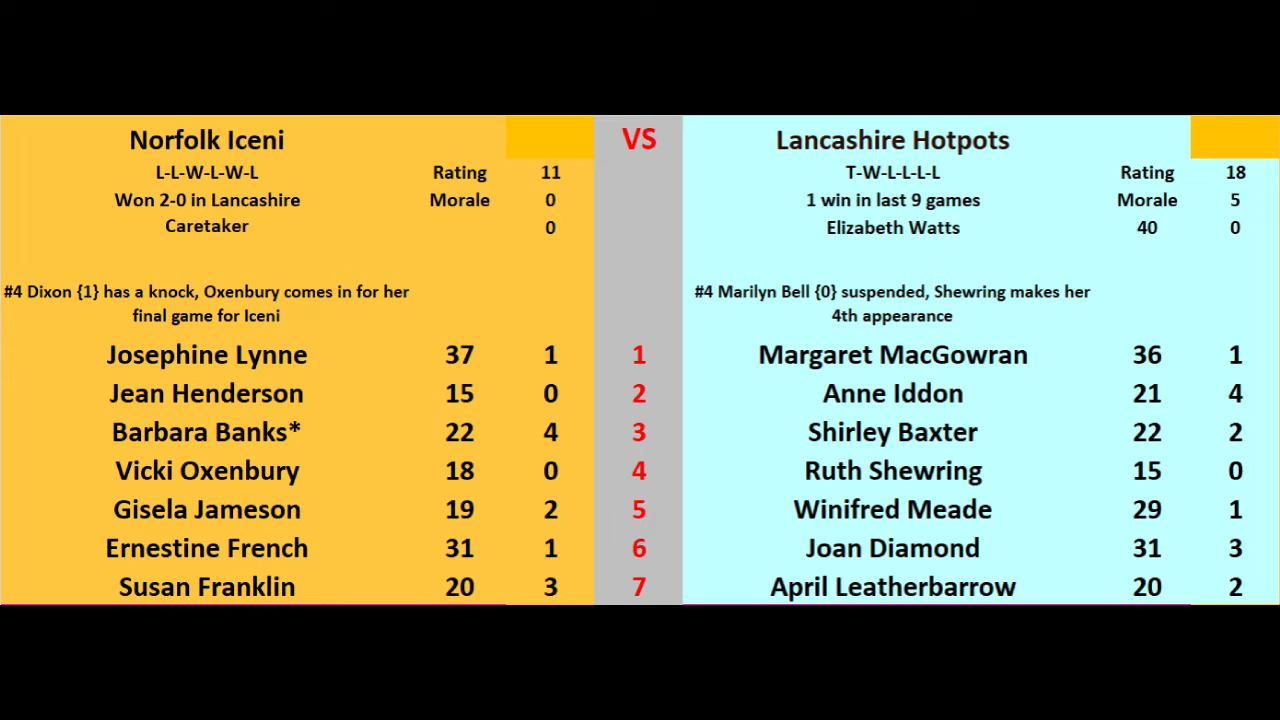 Norfolk Iceni VS Lancashire Hotpots
L-L-W-L-W-L Rating 11 T-W-L-L-L-L Rating 18
Won 2-0 in Lancashire Morale 0 1 win in last 9 games Morale 5
Caretaker 0 Elizabeth Watts 40 0
#4 Dixon {1} has a knock, Oxenbury comes in for her
final game for Iceni
#4 Marilyn Bell {0} suspended, Shewring makes her
4th appearance
Josephine Lynne 37 1 1 Margaret MacGowran 36 1
Jean Henderson 15 0 2 Anne Iddon 21 4
Barbara Banks* 22 4 3 Shirley Baxter 22 2
Vicki Oxenbury 18 0 4 Ruth Shewring 15 0
Gisela Jameson 19 2 5 Winifred Meade 29 1
Ernestine French 31 1 6 Joan Diamond 31 3
Susan Franklin 20 3 7 April Leatherbarrow 20 2